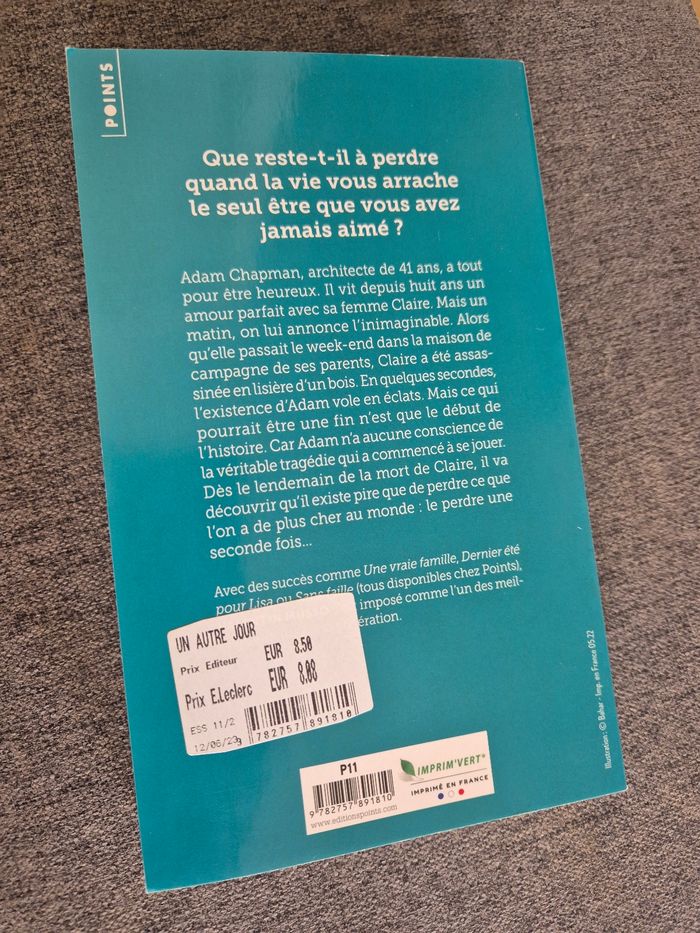 POINTS
Que reste-t-il à perdre
quand la vie vous arrache
le seul être que vous avez
jamais aimé ?
Adam Chapman, architecte de 41 ans, a tout
pour être heureux. Il vit depuis huit ans un
amour parfait avec sa femme Claire. Mais un
matin, on lui annonce l'inimaginable. Alors
qu'elle passait le week-end dans la maison de
campagne de ses parents, Claire a été assas-
sinée en lisière d'un bois. En quelques secondes,
l'existence d'Adam vole en éclats. Mais ce qui
pourrait être une fin n'est que le début de
l'histoire. Car Adam n'a aucune conscience de
la véritable tragédie qui a commencé à se jouer.
Dès le lendemain de la mort de Claire, il va
découvrir qu'il existe pire que de perdre ce que
l'on a de plus cher au monde : le perdre une
seconde fois...
Avec des succès comme Une vraie famille, Dernier été
pour Lisa ou Sans faille (tous disponibles chez Points),
imposé comme l'un des meil-
ération.
UN AUTRE JOUR
Prix Editeur EUR 8.50
Prix E.Leclerc EUR 8.08
ESS 11/2
12/06/23
9 782757 891810
P11
9 782757 891810
www.editionspoints.com
IMPRIM'VERT®
IMPRIMÉ EN FRANCE
Illustration : © Bahar - Imp. en France 05.22